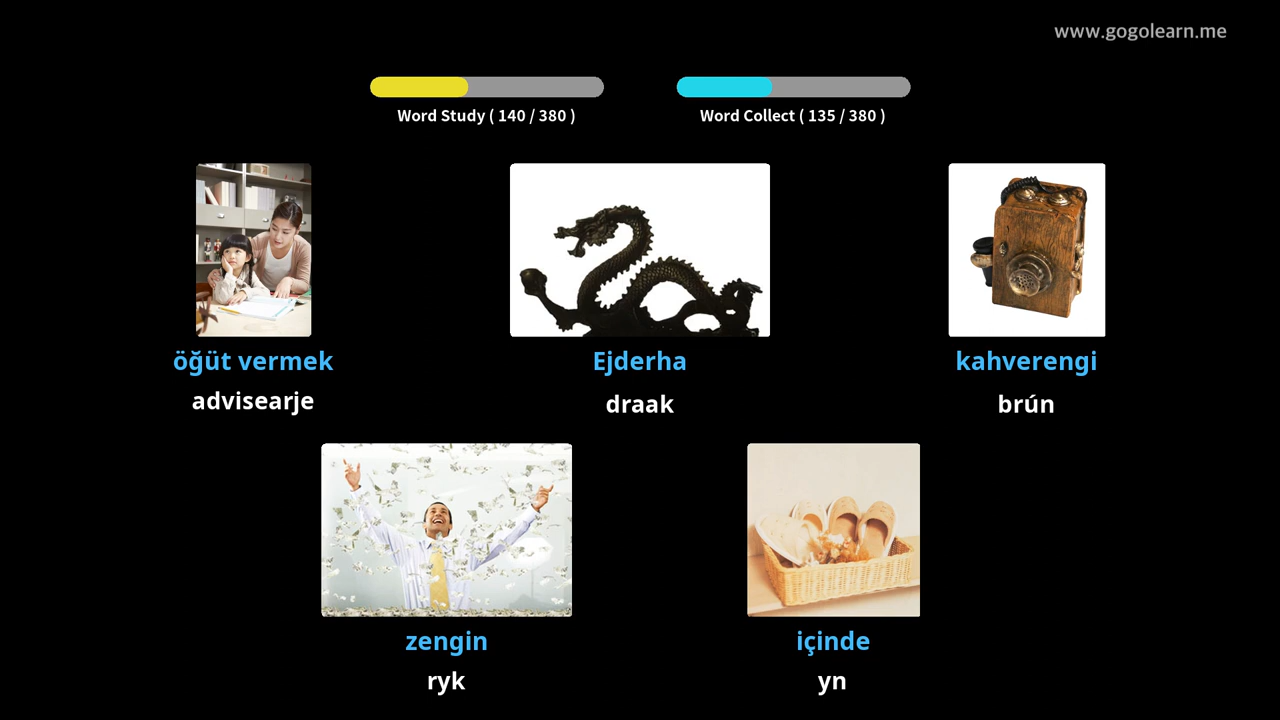 www.gogolearn.me
Word Study ( 140 / 380 )
Word Collect ( 135 / 380 )
öğüt vermek
advisearje
Ejderha
draak
kahverengi
brún
zengin
ryk
içinde
yn